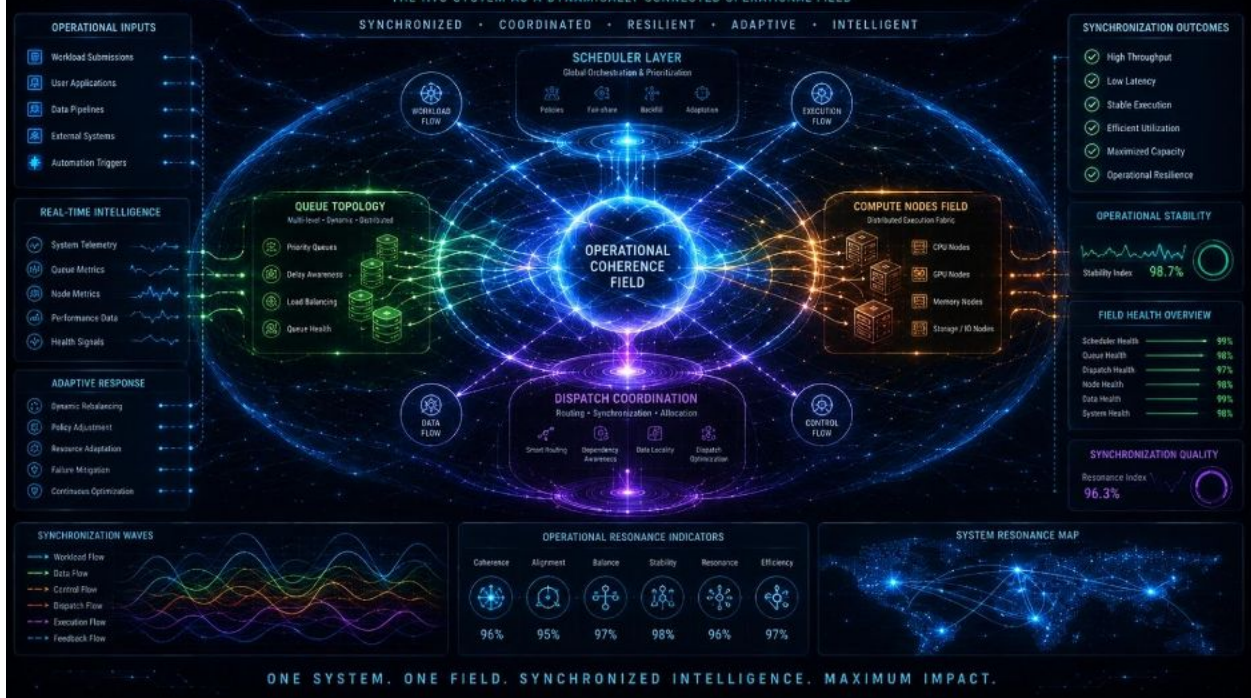 THE HPC SYSTEM AS A DYNAMICALLY CONNECTED OPERATIONAL FIELD
SYNCHRONIZED • COORDINATED • RESILIENT • ADAPTIVE • INTELLIGENT
OPERATIONAL INPUTS
Workload Submissions
User Applications
Data Pipelines
External Systems
Automation Triggers
REAL-TIME INTELLIGENCE
System Telemetry
Queue Metrics
Node Metrics
Performance Data
Health Signals
ADAPTIVE RESPONSE
Dynamic Rebalancing
Policy Adjustment
Resource Adaptation
Failure Mitigation
Continuous Optimization
SCHEDULER LAYER
Global Orchestration & Prioritization
Policies
Fair-share
Backfill
Adaptation
WORKLOAD
FLOW
EXECUTION
FLOW
QUEUE TOPOLOGY
Multi-level • Dynamic • Distributed
Priority Queues
Delay Awareness
Load Balancing
Queue Health
OPERATIONAL
COHERENCE
FIELD
COMPUTE NODES FIELD
Distributed Execution Fabric
CPU Nodes
GPU Nodes
Memory Nodes
Storage / IO Nodes
DATA
FLOW
CONTROL
FLOW
DISPATCH COORDINATION
Routing • Synchronization • Allocation
Smart Routing
Dependency
Awareness
Data Locality
Dispatch
Optimization
SYNCHRONIZATION OUTCOMES
High Throughput
Low Latency
Stable Execution
Efficient Utilization
Maximized Capacity
Operational Resilience
OPERATIONAL STABILITY
Stability Index 98.7%
FIELD HEALTH OVERVIEW
Scheduler Health 99%
Queue Health 98%
Dispatch Health 97%
Node Health 98%
Data Health 99%
System Health 98%
SYNCHRONIZATION QUALITY
Resonance Index
96.3%
SYNCHRONIZATION WAVES
Workload Flow
Data Flow
Control Flow
Dispatch Flow
Execution Flow
Feedback Flow
OPERATIONAL RESONANCE INDICATORS
Coherence Alignment Balance Stability Resonance Efficiency
96% 95% 97% 98% 96% 97%
SYSTEM RESONANCE MAP
ONE SYSTEM. ONE FIELD. SYNCHRONIZED INTELLIGENCE. MAXIMUM IMPACT.